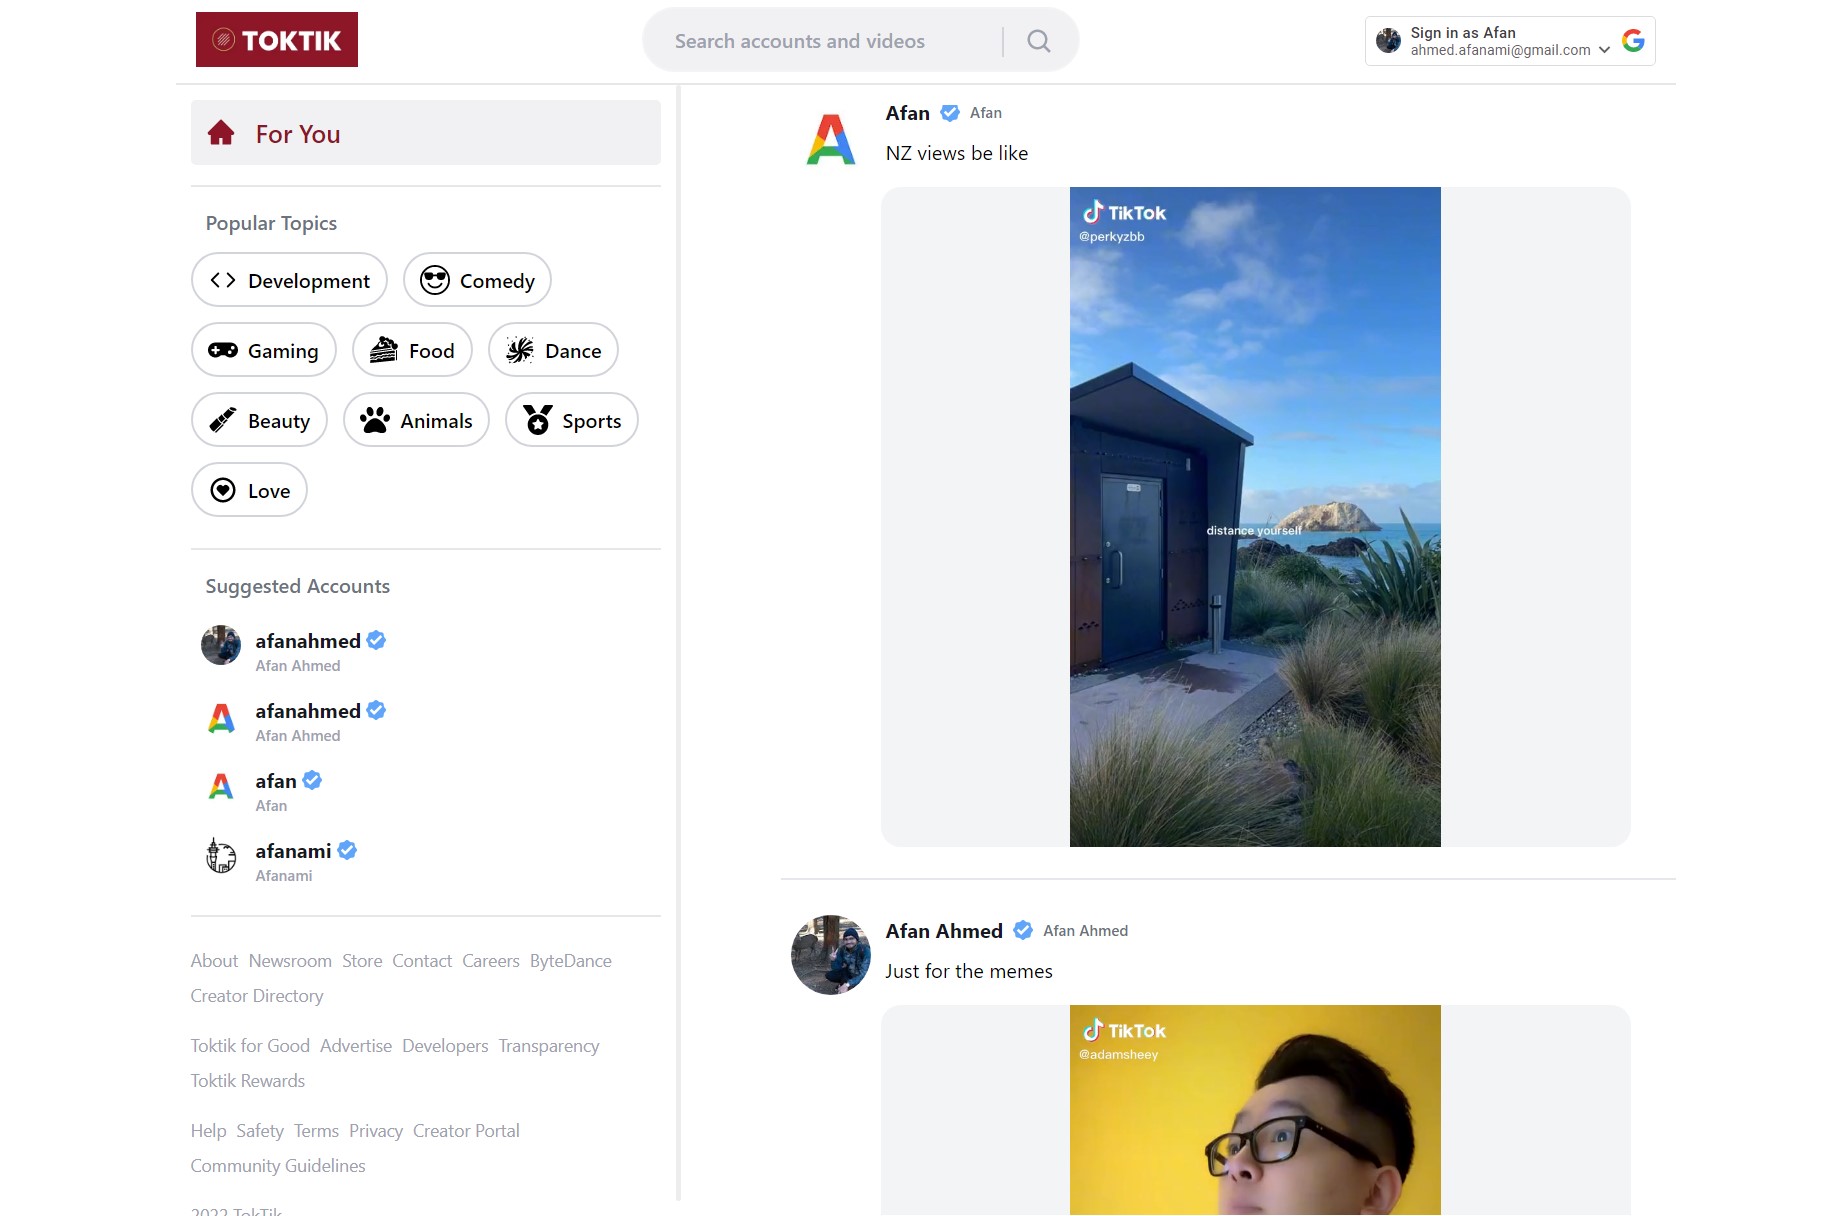 TOKTIK
Search accounts and videos
Sign in as Afan
ahmed.afanami@gmail.com
For You
Popular Topics
Development
Comedy
Gaming
Food
Dance
Beauty
Animals
Sports
Love
Suggested Accounts
afanahmed
Afan Ahmed
afanahmed
Afan Ahmed
afan
Afan
afanami
Afanami
About Newsroom Store Contact Careers ByteDance
Creator Directory
Toktik for Good Advertise Developers Transparency
Toktik Rewards
Help Safety Terms Privacy Creator Portal
Community Guidelines
2022 TokTik
Afan Afan
NZ views be like
TikTok
@perkyzbb
distance yourself
Afan Ahmed Afan Ahmed
Just for the memes
TikTok
@adamsheey